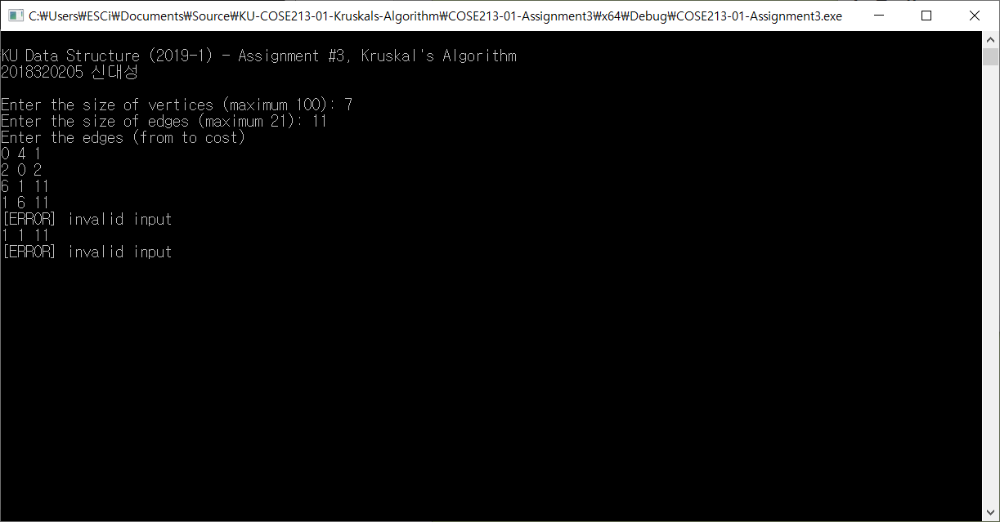 C:₩Users₩ESCi₩Documents₩Source₩KU-COSE213-01-Kruskals-Algorithm₩COSE213-01-Assignment3₩x64₩Debug₩COSE213-01-Assignment3.exe
KU Data Structure (2019-1) - Assignment #3, Kruskal's Algorithm
2018320205 신대성
Enter the size of vertices (maximum 100): 7
Enter the size of edges (maximum 21): 11
Enter the edges (from to cost)
0 4 1
2 0 2
6 1 11
1 6 11
[ERROR] invalid input
1 1 11
[ERROR] invalid input